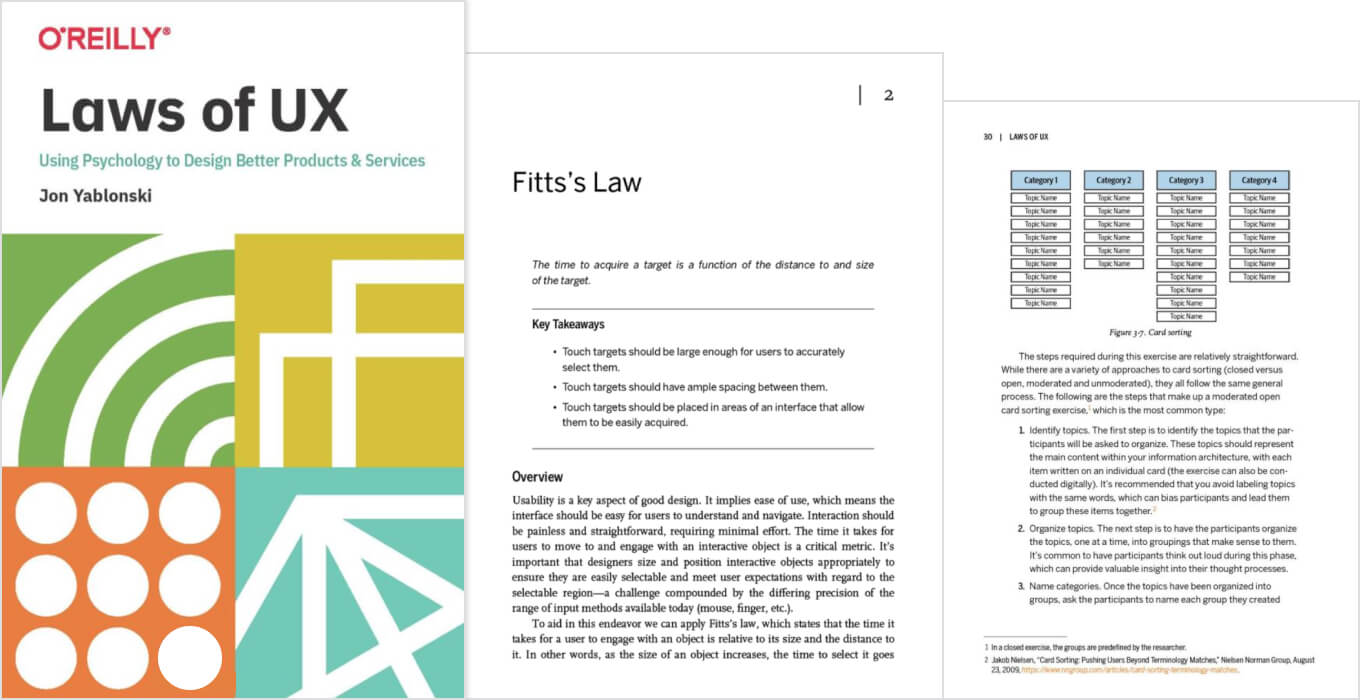 O'REILLY®
Laws of UX
Using Psychology to Design Better Products & Services
Jon Yablonski
| 2
Fitts's Law
The time to acquire a target is a function of the distance to and size
of the target.
Key Takeaways
• Touch targets should be large enough for users to accurately
select them.
• Touch targets should have ample spacing between them.
• Touch targets should be placed in areas of an interface that allow
them to be easily acquired.
Overview
Usability is a key aspect of good design. It implies ease of use, which means the
interface should be easy for users to understand and navigate. Interaction should
be painless and straightforward, requiring minimal effort. The time it takes for
users to move to and engage with an interactive object is a critical metric. It's
important that designers size and position interactive objects appropriately to
ensure they are easily selectable and meet user expectations with regard to the
selectable region—a challenge compounded by the differing precision of the
range of input methods available today (mouse, finger, etc.).
To aid in this endeavor we can apply Fitts's law, which states that the time it
takes for a user to engage with an object is relative to its size and the distance to
it. In other words, as the size of an object increases, the time to select it goes
30 | LAWS OF UX
Category 1 Category 2 Category 3 Category 4
Topic Name Topic Name Topic Name Topic Name
Topic Name Topic Name Topic Name Topic Name
Topic Name Topic Name Topic Name Topic Name
Topic Name Topic Name Topic Name Topic Name
Topic Name Topic Name Topic Name Topic Name
Topic Name Topic Name Topic Name Topic Name
Topic Name Topic Name Topic Name
Topic Name Topic Name
Topic Name Topic Name
Topic Name
Figure 3-7. Card sorting
The steps required during this exercise are relatively straightforward.
While there are a variety of approaches to card sorting (closed versus
open, moderated and unmoderated), they all follow the same general
process. The following are the steps that make up a moderated open
card sorting exercise,1 which is the most common type:
1. Identify topics. The first step is to identify the topics that the par-
ticipants will be asked to organize. These topics should represent
the main content within your information architecture, with each
item written on an individual card (the exercise can also be con-
ducted digitally). It's recommended that you avoid labeling topics
with the same words, which can bias participants and lead them
to group these items together.2
2. Organize topics. The next step is to have the participants organize
the topics, one at a time, into groupings that make sense to them.
It's common to have participants think out loud during this phase,
which can provide valuable insight into their thought processes.
3. Name categories. Once the topics have been organized into
groups, ask the participants to name each group they created
1 In a closed exercise, the groups are predefined by the researcher.
2 Jakob Nielsen, "Card Sorting: Pushing Users Beyond Terminology Matches," Nielsen Norman Group, August
23, 2009, https://www.nngroup.com/articles/card-sorting-terminology-matches.